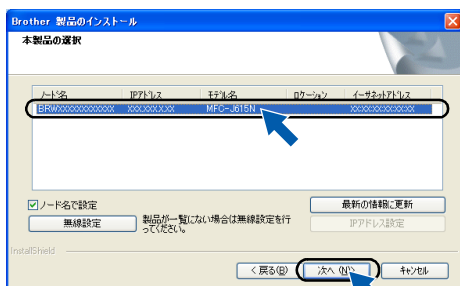 Brother 製品のインストール
本製品の選択
ノード名 IPアドレス モデル名 ロケーション イーサネットアドレス
BRWXXXXXXXXXXXX XXX.XXX.X.XX MFC-J615N XX:XX:XX:XX:XX:XX
ノード名で設定
最新の情報に更新
無線設定
製品が一覧にない場合は無線設定を行
ってください。
IPアドレス設定
InstallShield
< 戻る(B)
次へ (N)
キャンセル